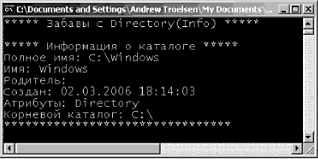 C:\Documents and Settings\Andrew Troelsen\My Documents\...
***** Забавы с Directory(Info) *****
***** Информация о каталоге *****
Полное имя: C:\Windows
Имя: Windows
Родитель:
Создан: 02.03.2006 18:14:03
Атрибуты: Directory
Корневой каталог: C:\
******************************